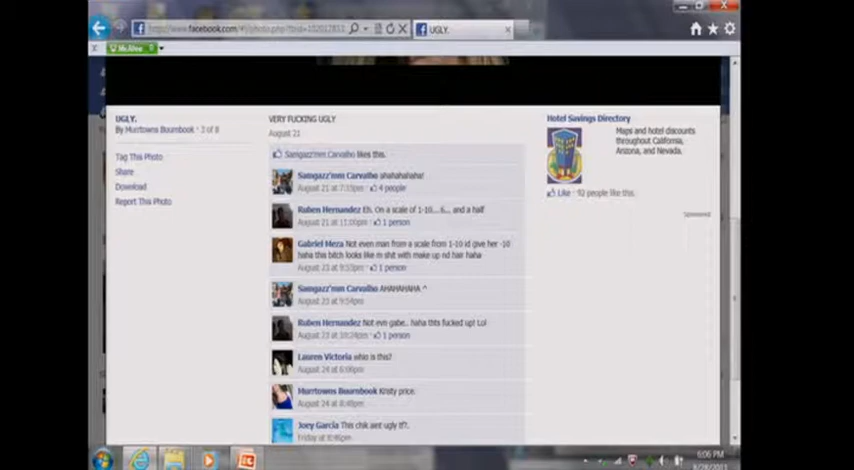 UGLY.
McAfee
UGLY.
By Murrtowns Bournbook · 3 of 8
Tag This Photo
Share
Download
Report This Photo
VERY FUCKING UGLY
August 21
Samgazz'mm Carvalho likes this.
Samgazz'mm Carvalho ahahahaha!
August 21 at 7:35pm · 4 people
Ruben Hernandez Eh. On a scale of 1-10... 6... and a half
August 21 at 11:00pm · 1 person
Gabriel Meza Not even man from a scale from 1-10 id give her -10
haha this bitch looks like m shit with make up nd hair haha
August 23 at 9:53pm · 1 person
Samgazz'mm Carvalho AHAHAHAHA ^
August 23 at 9:54pm
Ruben Hernandez Not evn gabe.. haha thts fucked up! Lol
August 23 at 10:24pm · 1 person
Lauren Victoria who is this?
August 24 at 6:06pm
Murrtowns Bournbook Kristy price.
August 24 at 8:48pm
Joey Garcia This chik aint ugly tf?.
Friday at 8:46pm
Hotel Savings Directory
Maps and hotel discounts
throughout California,
Arizona, and Nevada.
Like · 92 people like this.
Sponsored
6:06 PM